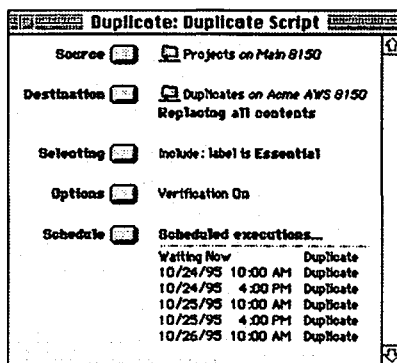 Duplicate: Duplicate Script
Source Projects on Main 8150
Destination Duplicates on Acme AWS 8150
Replacing all contents
Selecting Include: label is Essential
Options Verification On
Schedule Scheduled executions...
Waiting Now Duplicate
10/24/95 10:00 AM Duplicate
10/24/95 4:00 PM Duplicate
10/25/95 10:00 AM Duplicate
10/25/95 4:00 PM Duplicate
10/26/95 10:00 AM Duplicate